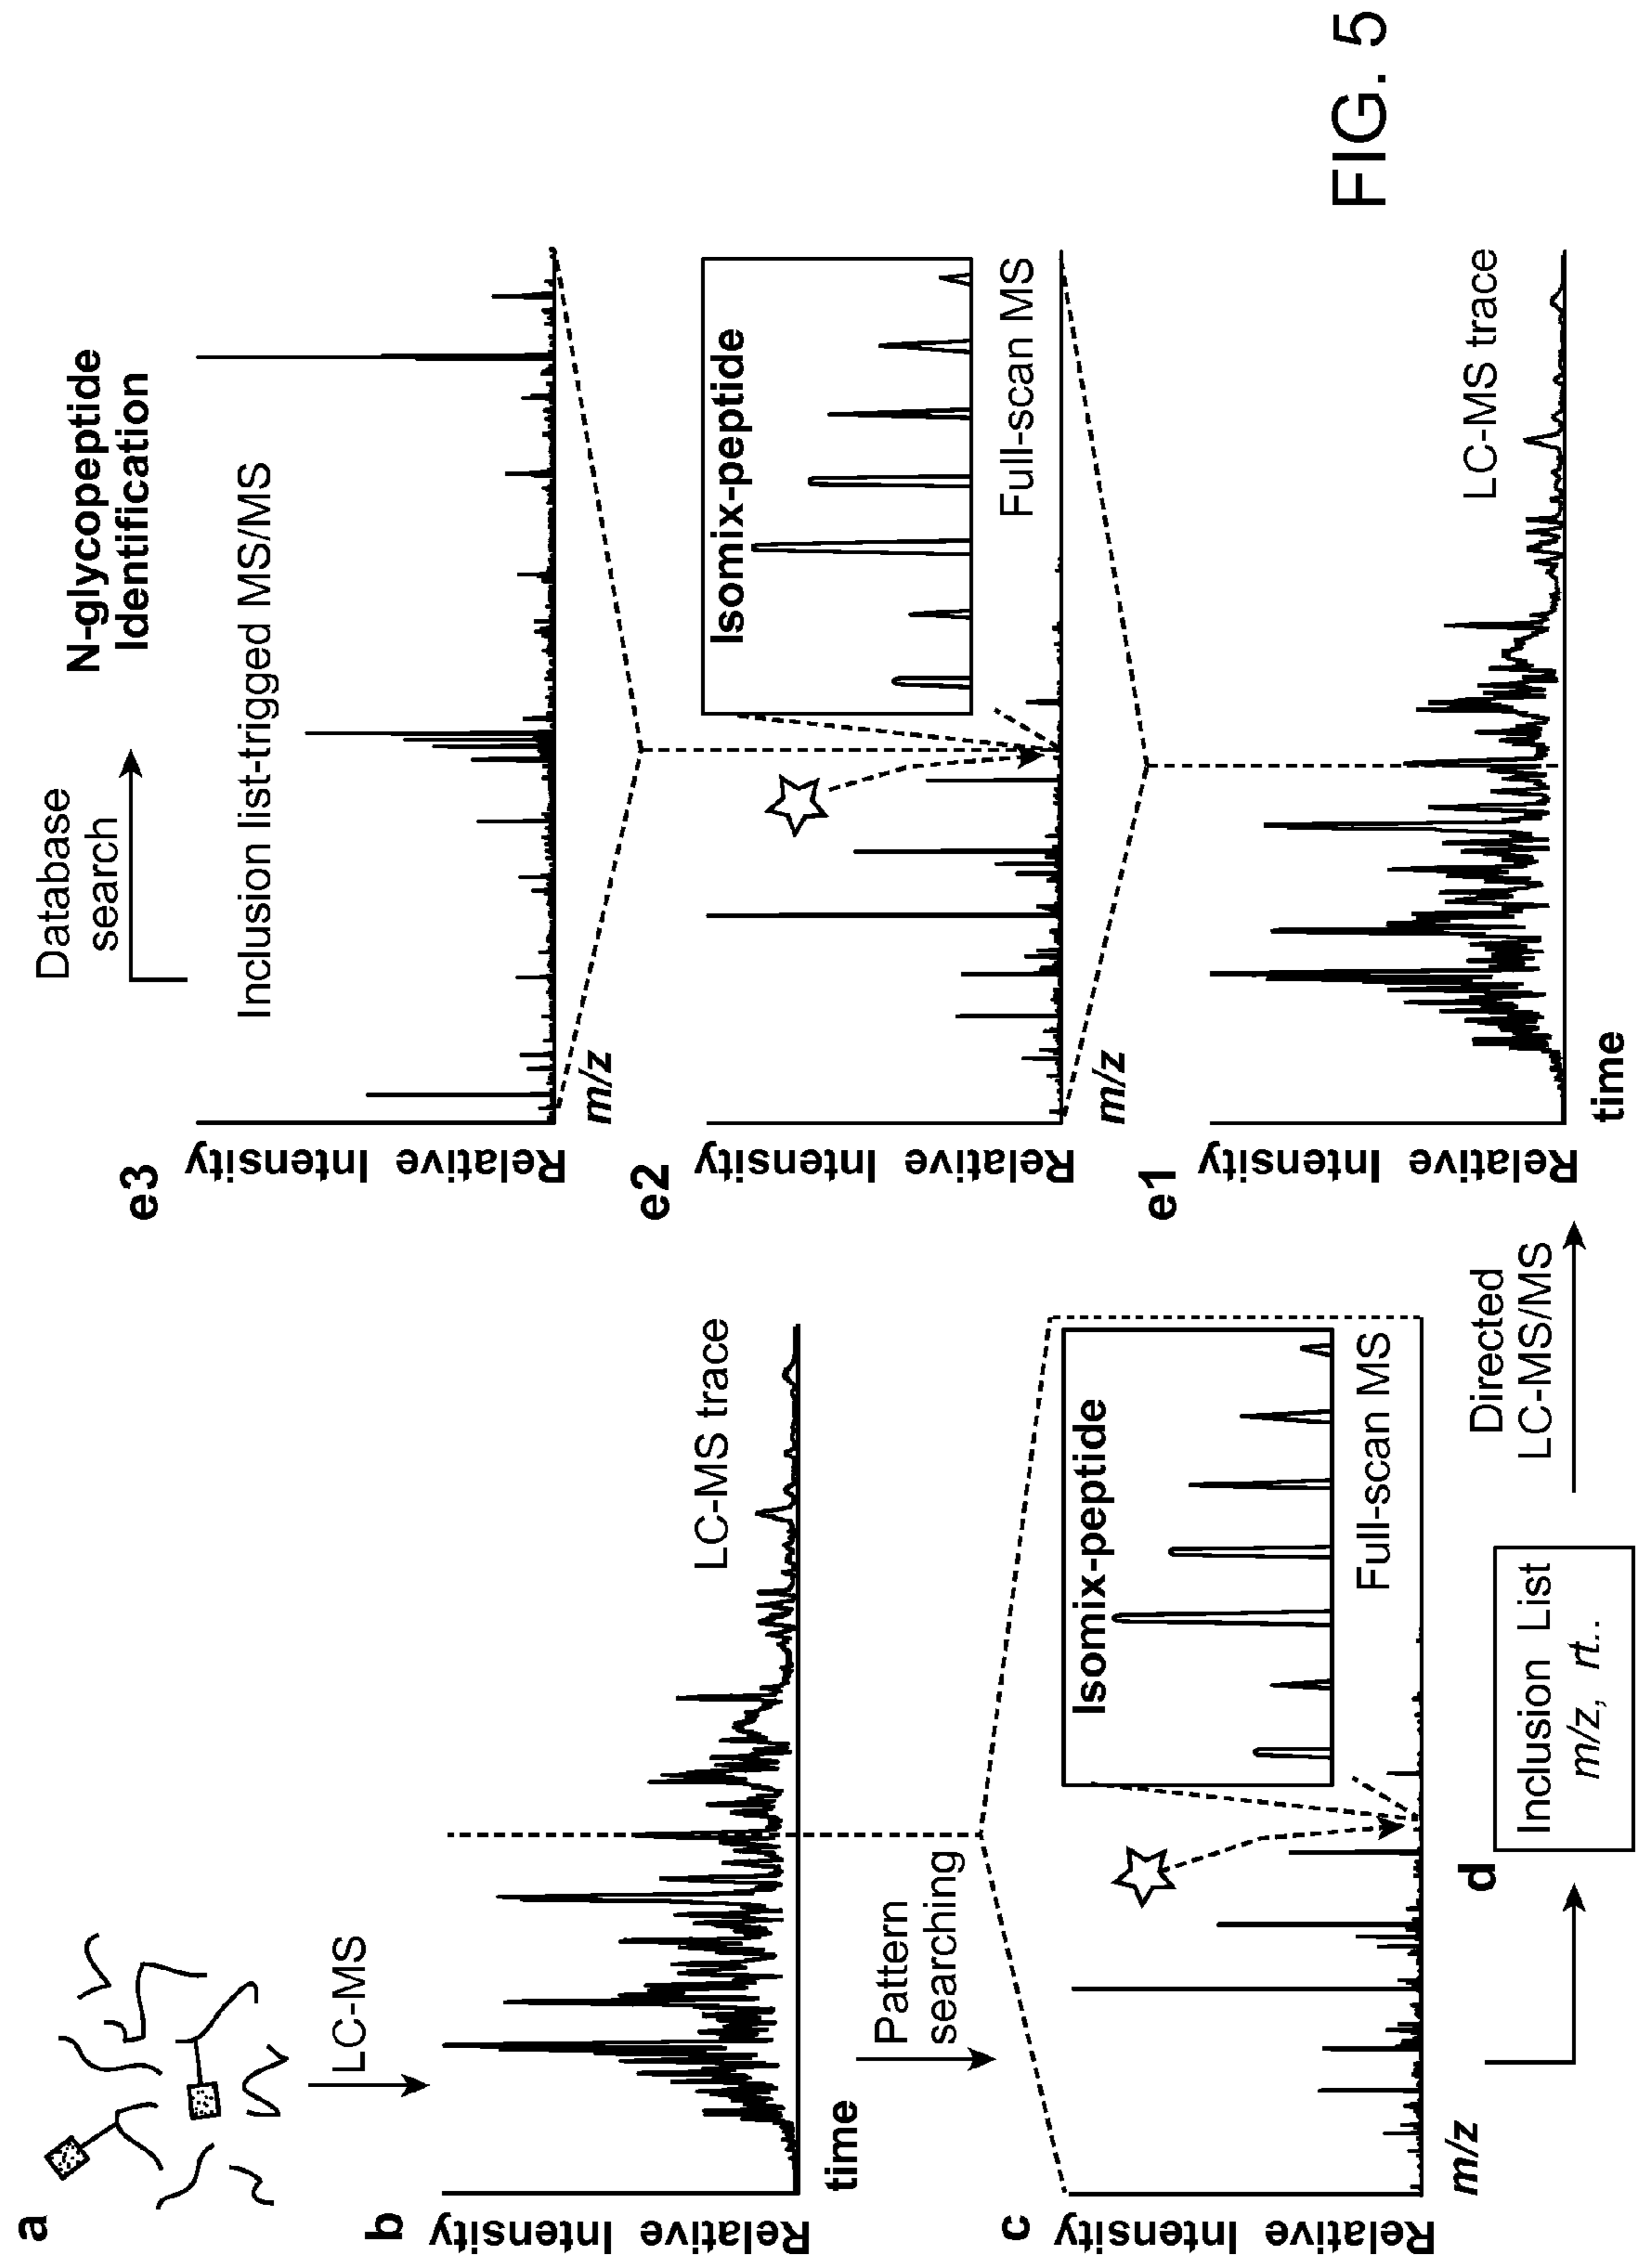 a
LC-MS
b
Relative Intensity
LC-MS trace
time
Pattern
searching
c
Relative Intensity
Isomix-peptide
Full-scan MS
m/z
d
Inclusion List
m/z, rt..
Directed
LC-MS/MS
e1
Relative Intensity
LC-MS trace
time
e2
Relative Intensity
Isomix-peptide
Full-scan MS
m/z
e3
Relative Intensity
Inclusion list-trigged MS/MS
m/z
Database
search
N-glycopeptide
Identification
FIG. 5